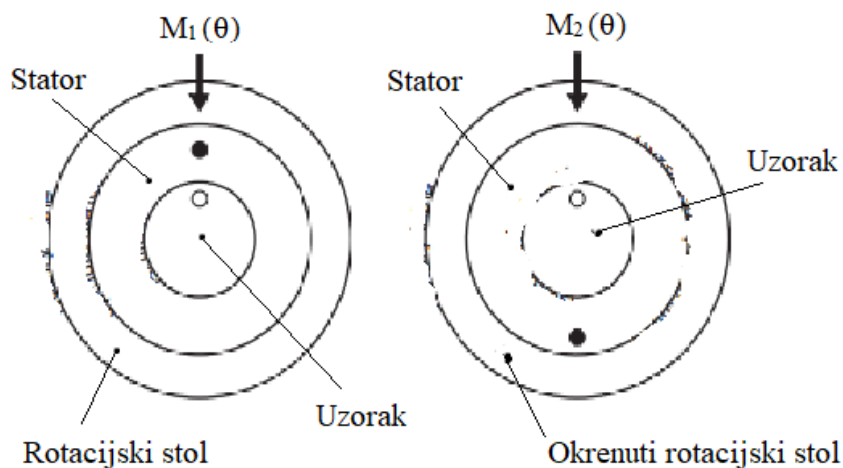 M₁ (θ)
Stator
Uzorak
Rotacijski stol
M₂ (θ)
Stator
Uzorak
Okrenuti rotacijski stol